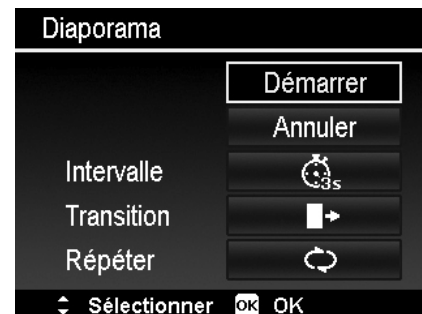 Diaporama
Démarrer
Annuler
Intervalle 3s
Transition
Répéter
Sélectionner OK OK